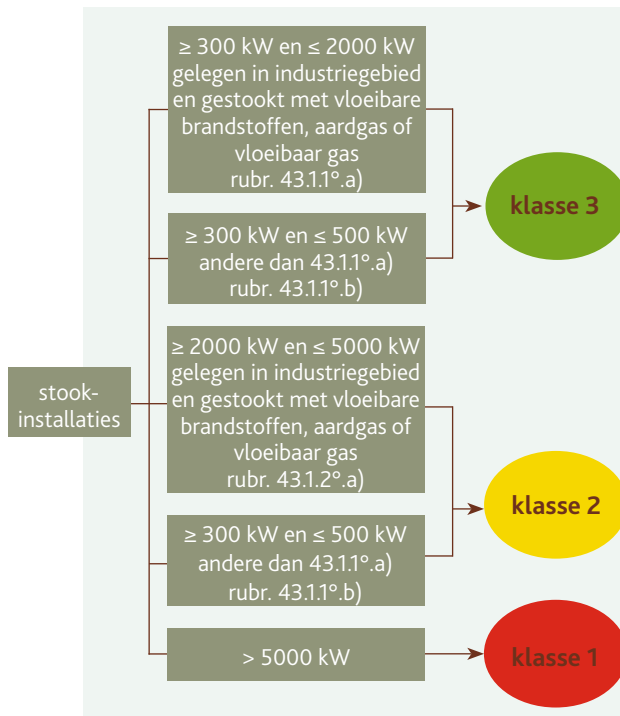 ≥ 300 kW en ≤ 2000 kW
gelegen in industriegebied
en gestookt met vloeibare
brandstoffen, aardgas of
vloeibaar gas
rubr. 43.1.1°.a)
klasse 3
≥ 300 kW en ≤ 500 kW
andere dan 43.1.1°.a)
rubr. 43.1.1°.b)
≥ 2000 kW en ≤ 5000 kW
gelegen in industriegebied
en gestookt met vloeibare
brandstoffen, aardgas of
vloeibaar gas
rubr. 43.1.2°.a)
stook-
installaties
klasse 2
≥ 300 kW en ≤ 500 kW
andere dan 43.1.1°.a)
rubr. 43.1.1°.b)
> 5000 kW
klasse 1